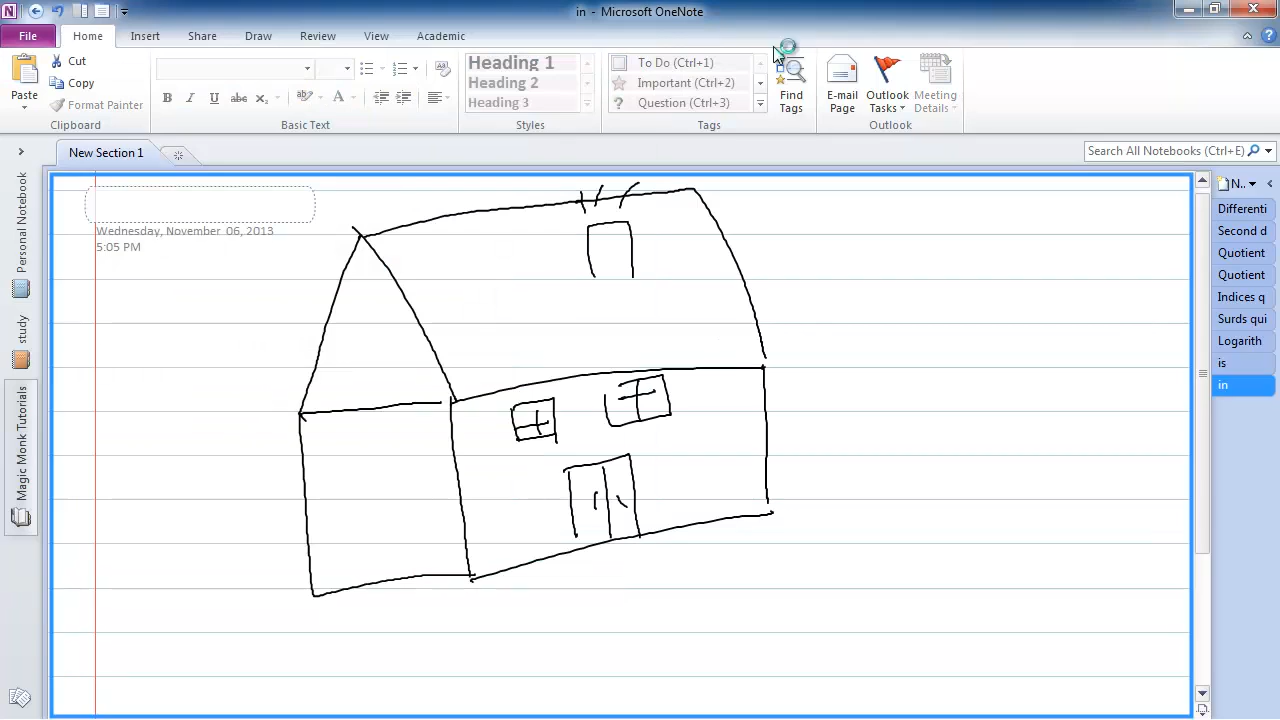 in - Microsoft OneNote
File Home Insert Share Draw Review View Academic
Paste
Cut
Copy
Format Painter
Clipboard
B I U abc X₂ A
Basic Text
Heading 1
Heading 2
Heading 3
Styles
To Do (Ctrl+1)
Important (Ctrl+2)
? Question (Ctrl+3)
Tags
Find
Tags
E-mail
Page
Outlook
Tasks
Meeting
Details
Outlook
New Section 1
Search All Notebooks (Ctrl+E)
Personal Notebook
study
Magic Monk Tutorials
Wednesday, November 06, 2013
5:05 PM
N..
Differenti
Second d
Quotient
Quotient
Indices q
Surds qui
Logarith
is
in